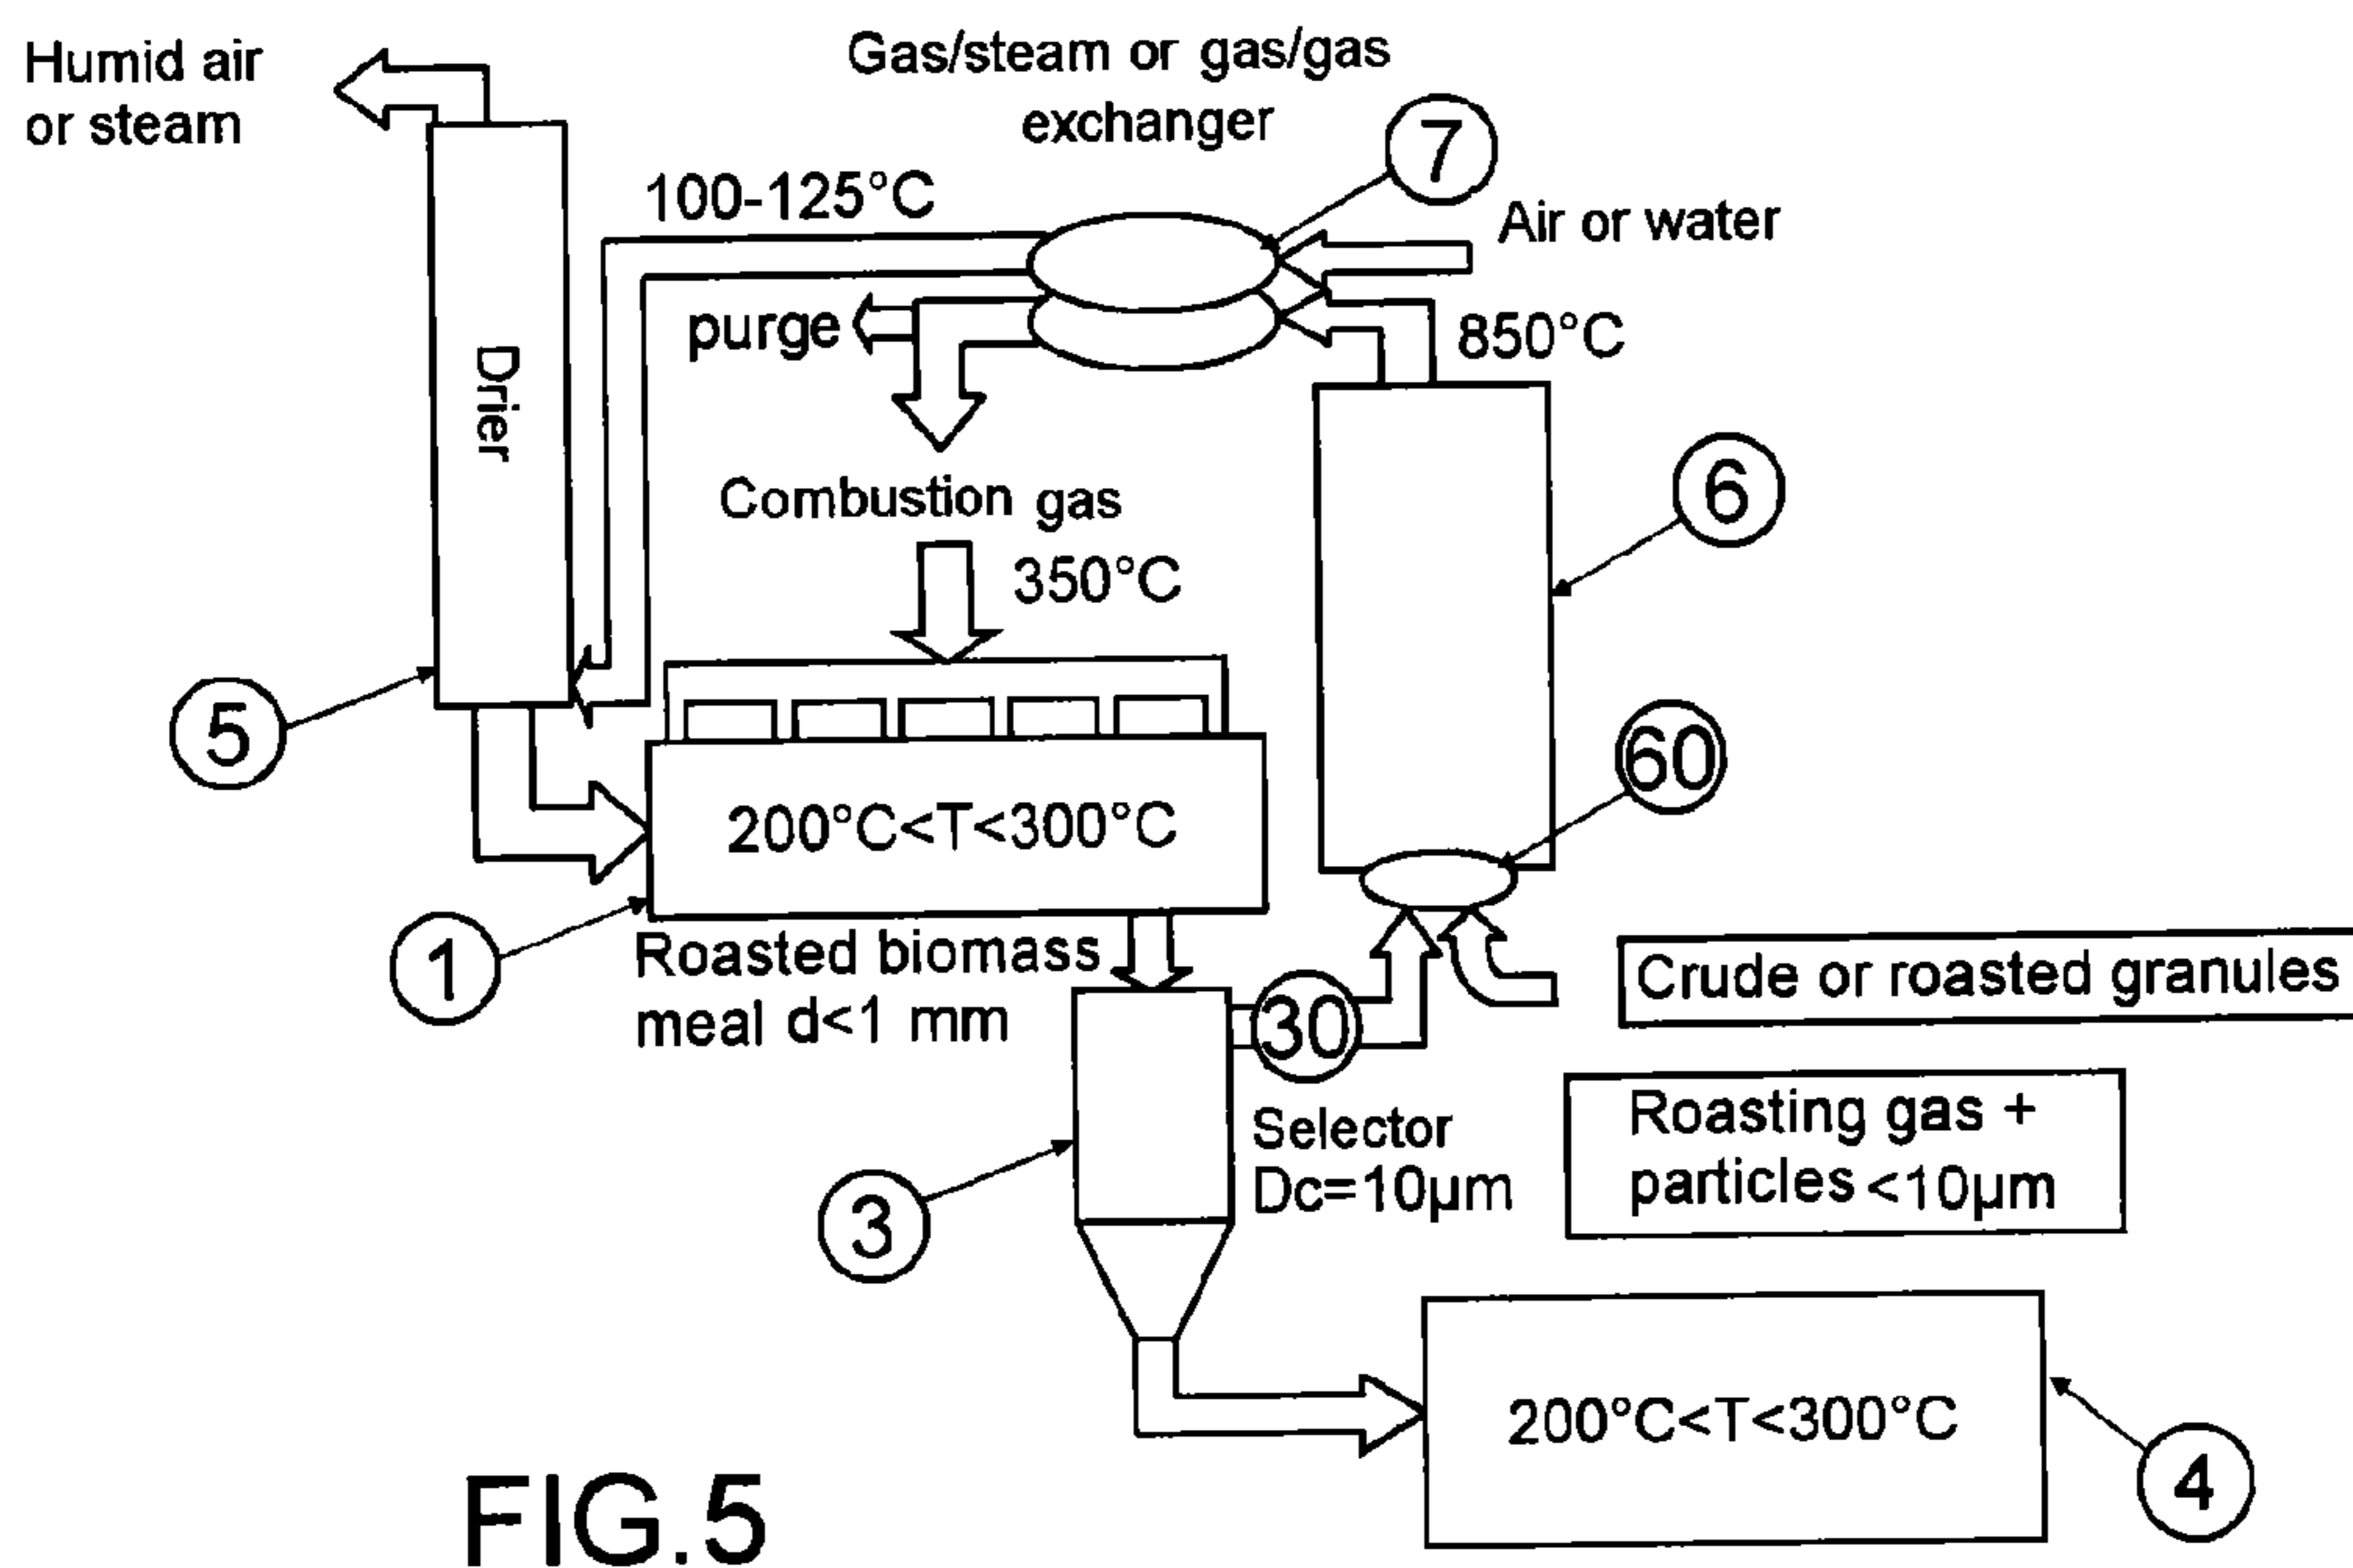 Humid air
or steam
Gas/steam or gas/gas
exchanger
7
100-125°C
Air or water
purge
850°C
Drier
Combustion gas
6
350°C
5
60
200°C<T<300°C
1
Roasted biomass
meal d<1 mm
30
Crude or roasted granules
Selector
Dc=10µm
Roasting gas +
particles <10µm
3
200°C<T<300°C
4
FIG.5